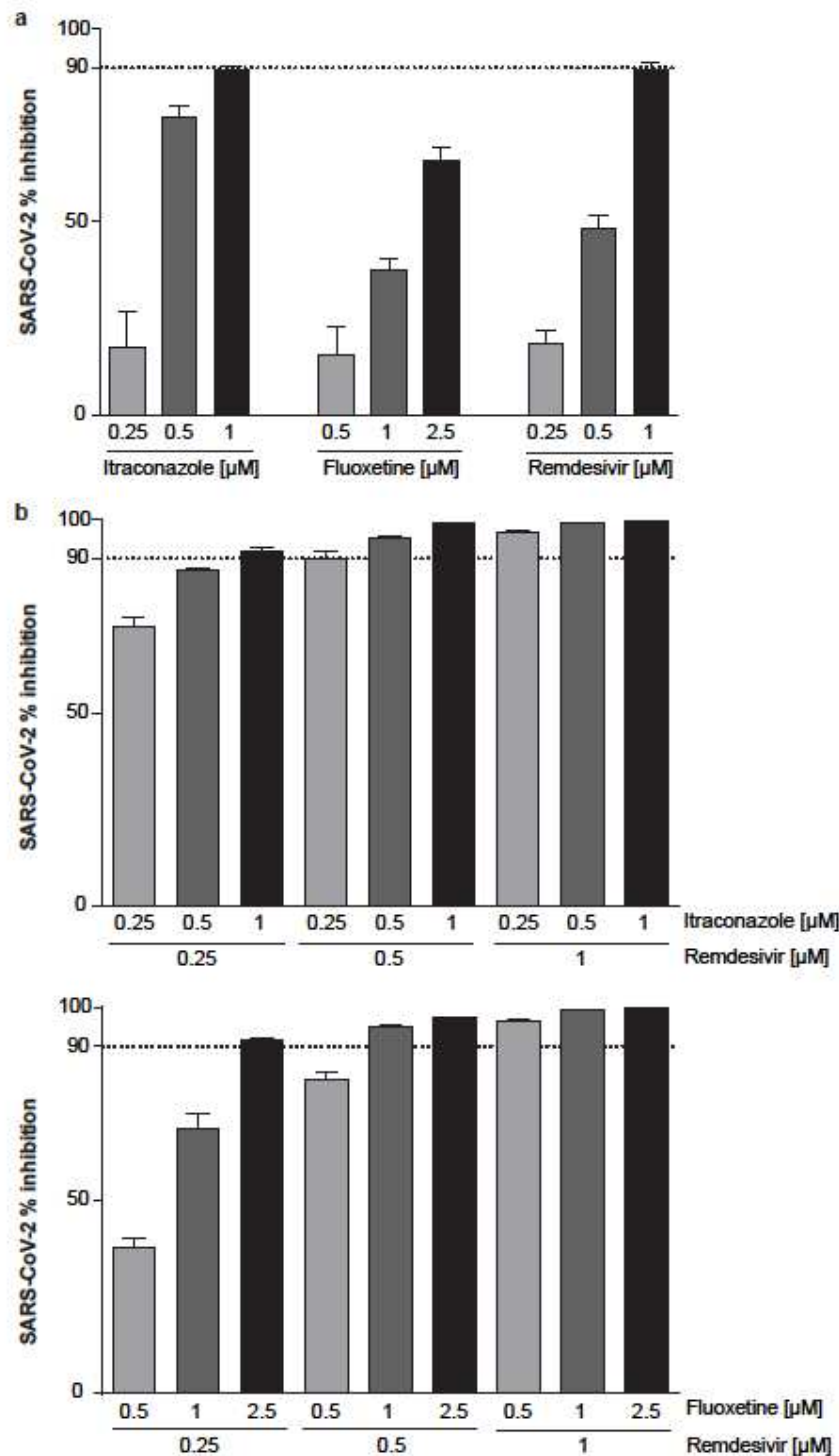 a
100
90
50
0
SARS-CoV-2 % inhibition
0.25 0.5 1 0.5 1 2.5 0.25 0.5 1
Itraconazole [µM] Fluoxetine [µM] Remdesivir [µM]
b
100
90
50
0
SARS-CoV-2 % inhibition
0.25 0.5 1 0.25 0.5 1 0.25 0.5 1 Itraconazole [µM]
0.25 0.5 1 Remdesivir [µM]
100
90
50
0
SARS-CoV-2 % inhibition
0.5 1 2.5 0.5 1 2.5 0.5 1 2.5 Fluoxetine [µM]
0.25 0.5 1 Remdesivir [µM]